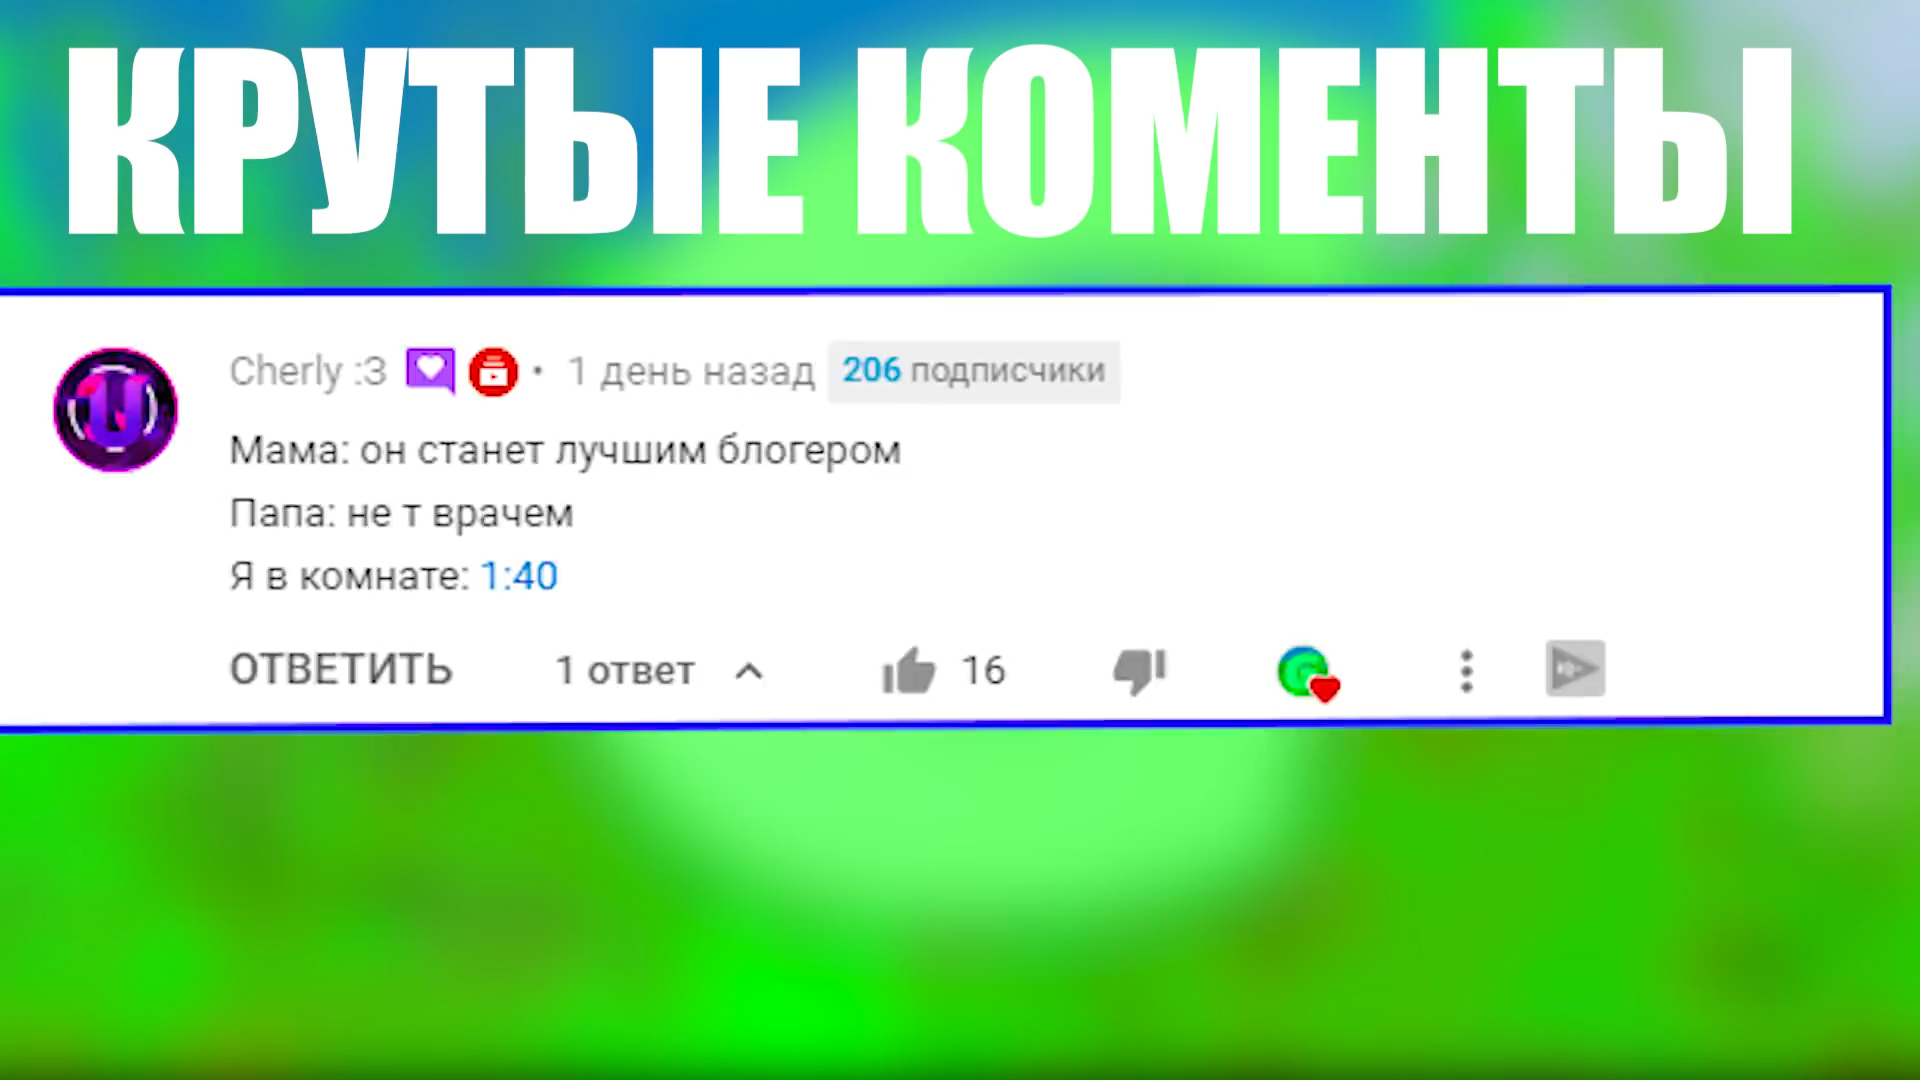 КРУТЫЕ КОМЕНТЫ
Cherly :3 • 1 день назад 206 подписчики
Мама: он станет лучшим блогером
Папа: не т врачем
Я в комнате: 1:40
ОТВЕТИТЬ 1 ответ 16